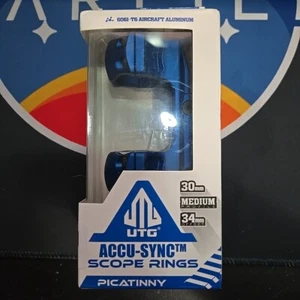 6061-T6 AIRCRAFT ALUMINUM
UTG®
30mm
MEDIUM
34mm
ACCU-SYNC™
SCOPE RINGS
PICATINNY